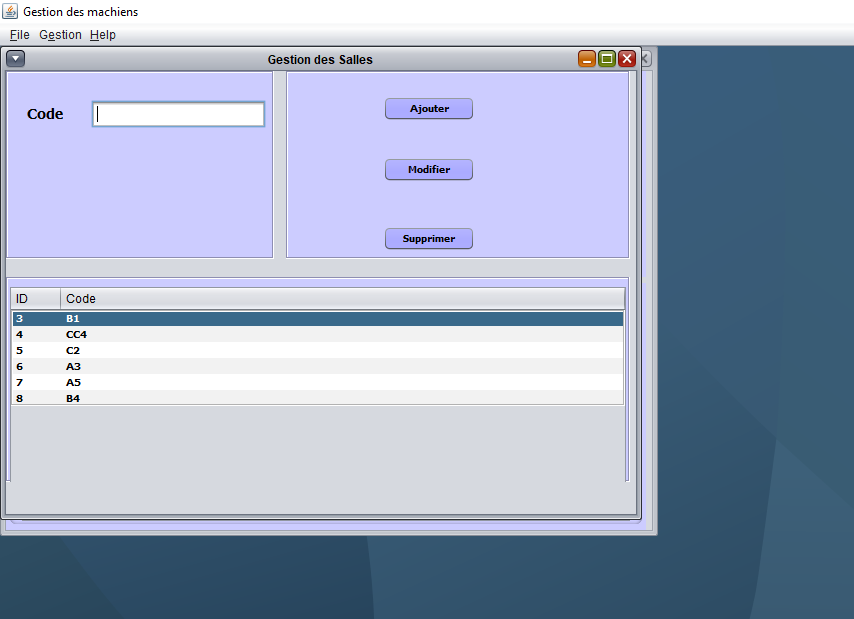 Gestion des machiens
File Gestion Help
Gestion des Salles
Code
Ajouter
Modifier
Supprimer
ID Code
3 B1
4 CC4
5 C2
6 A3
7 A5
8 B4